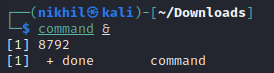 ┌──(nikhil㉿kali)-[~/Downloads]
└─$ command &
[1] 8792
[1]  + done       command